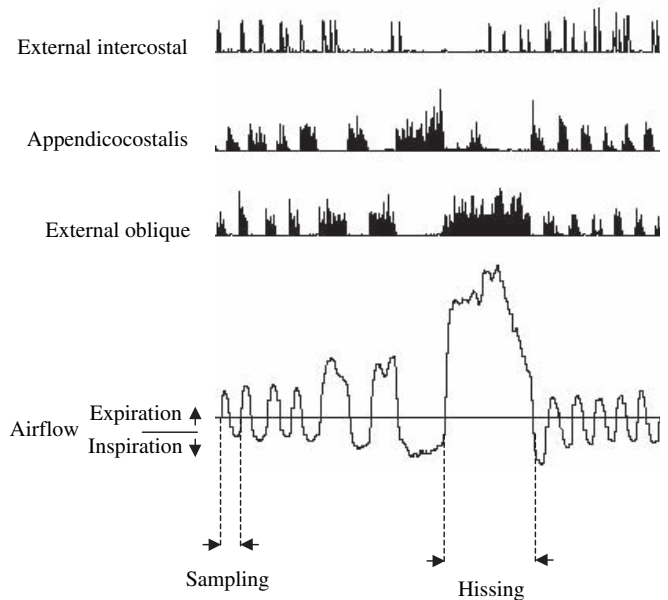 External intercostal
Appendicocostalis
External oblique
Expiration
Airflow
Inspiration
Sampling
Hissing